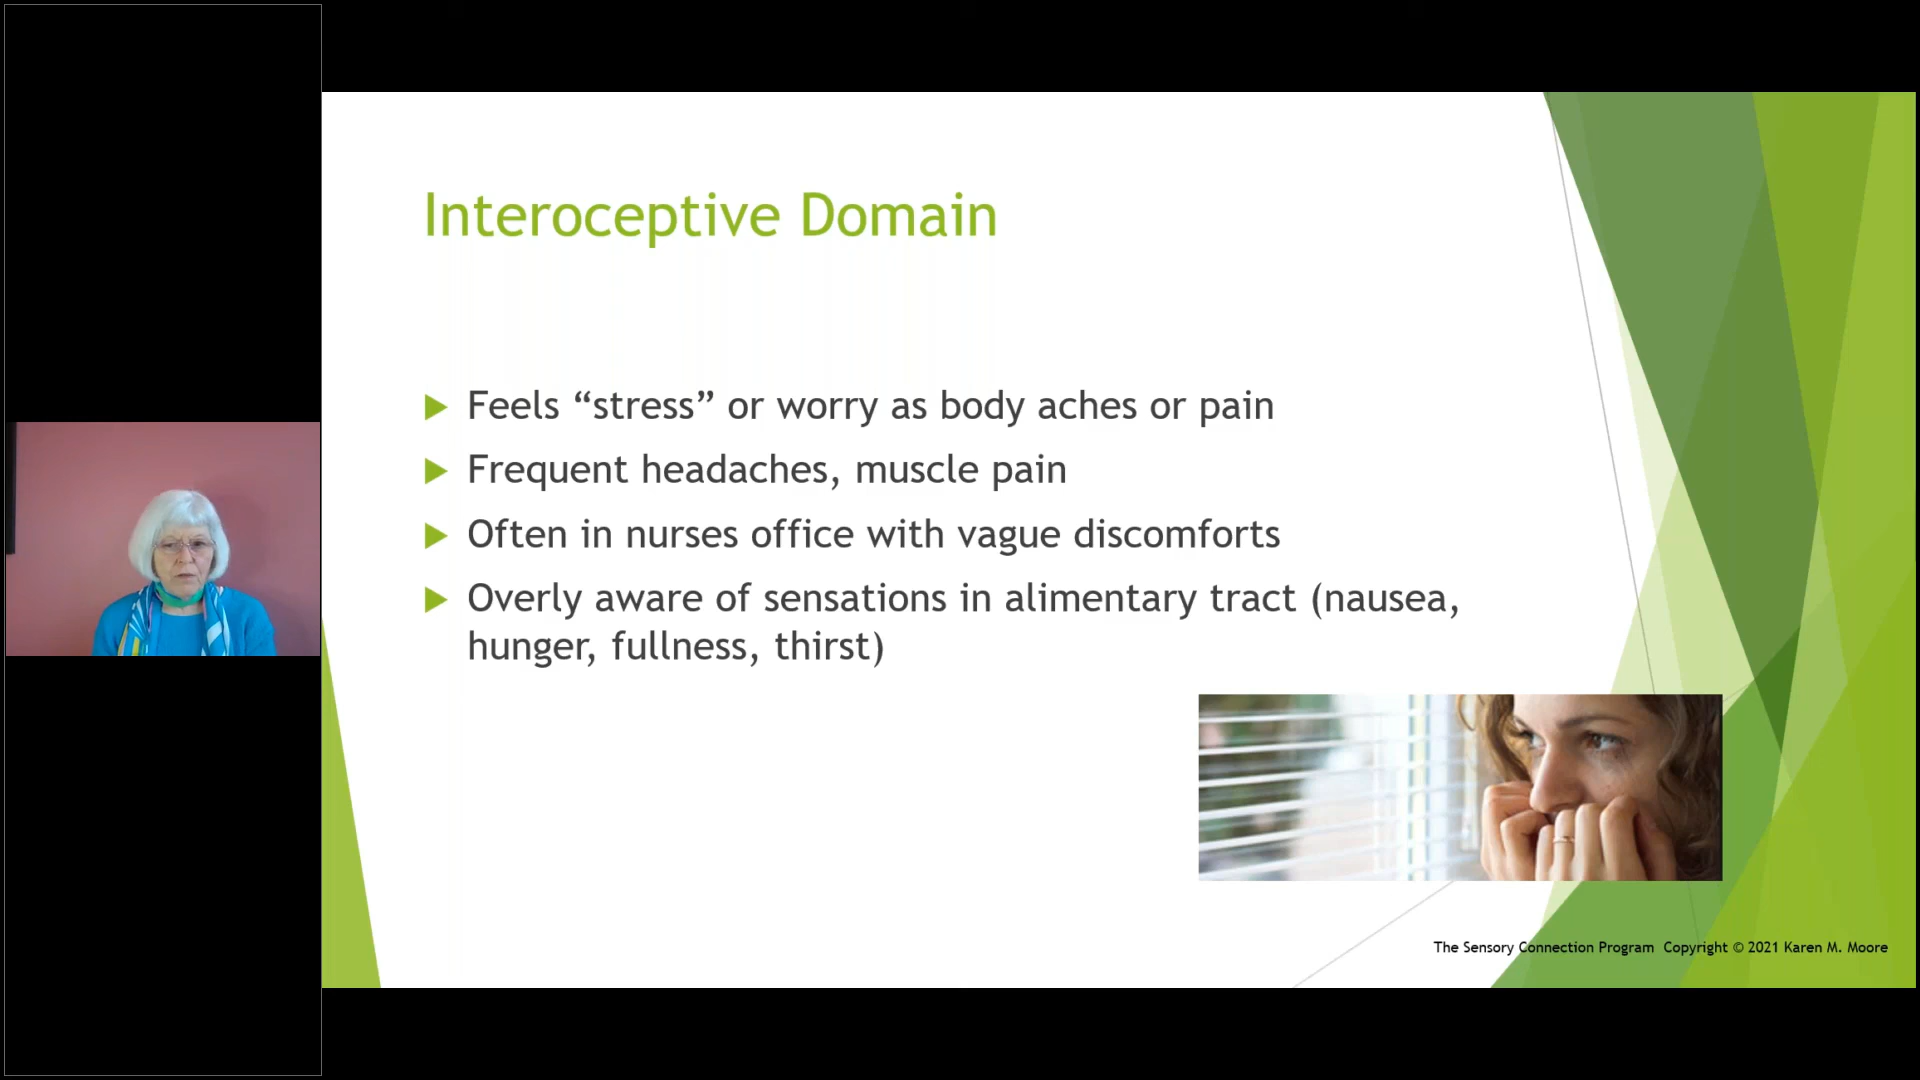 Interoceptive Domain
Feels “stress” or worry as body aches or pain
Frequent headaches, muscle pain
Often in nurses office with vague discomforts
Overly aware of sensations in alimentary tract (nausea,
hunger, fullness, thirst)
The Sensory Connection Program  Copyright © 2021 Karen M. Moore